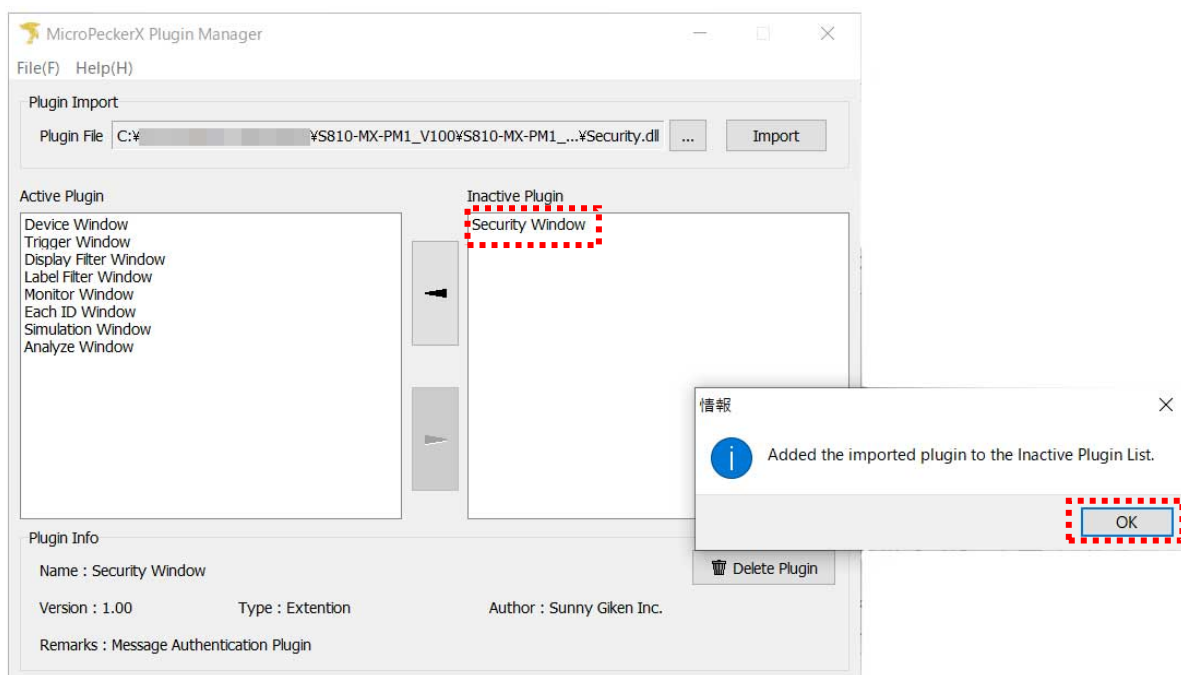 MicroPeckerX Plugin Manager
File(F) Help(H)
Plugin Import
Plugin File C:¥ ¥S810-MX-PM1_V100¥S810-MX-PM1_...¥Security.dll ... Import
Active Plugin
Device Window
Trigger Window
Display Filter Window
Label Filter Window
Monitor Window
Each ID Window
Simulation Window
Analyze Window
Inactive Plugin
Security Window
情報
Added the imported plugin to the Inactive Plugin List.
OK
Plugin Info
Name : Security Window
Delete Plugin
Version : 1.00 Type : Extention Author : Sunny Giken Inc.
Remarks : Message Authentication Plugin